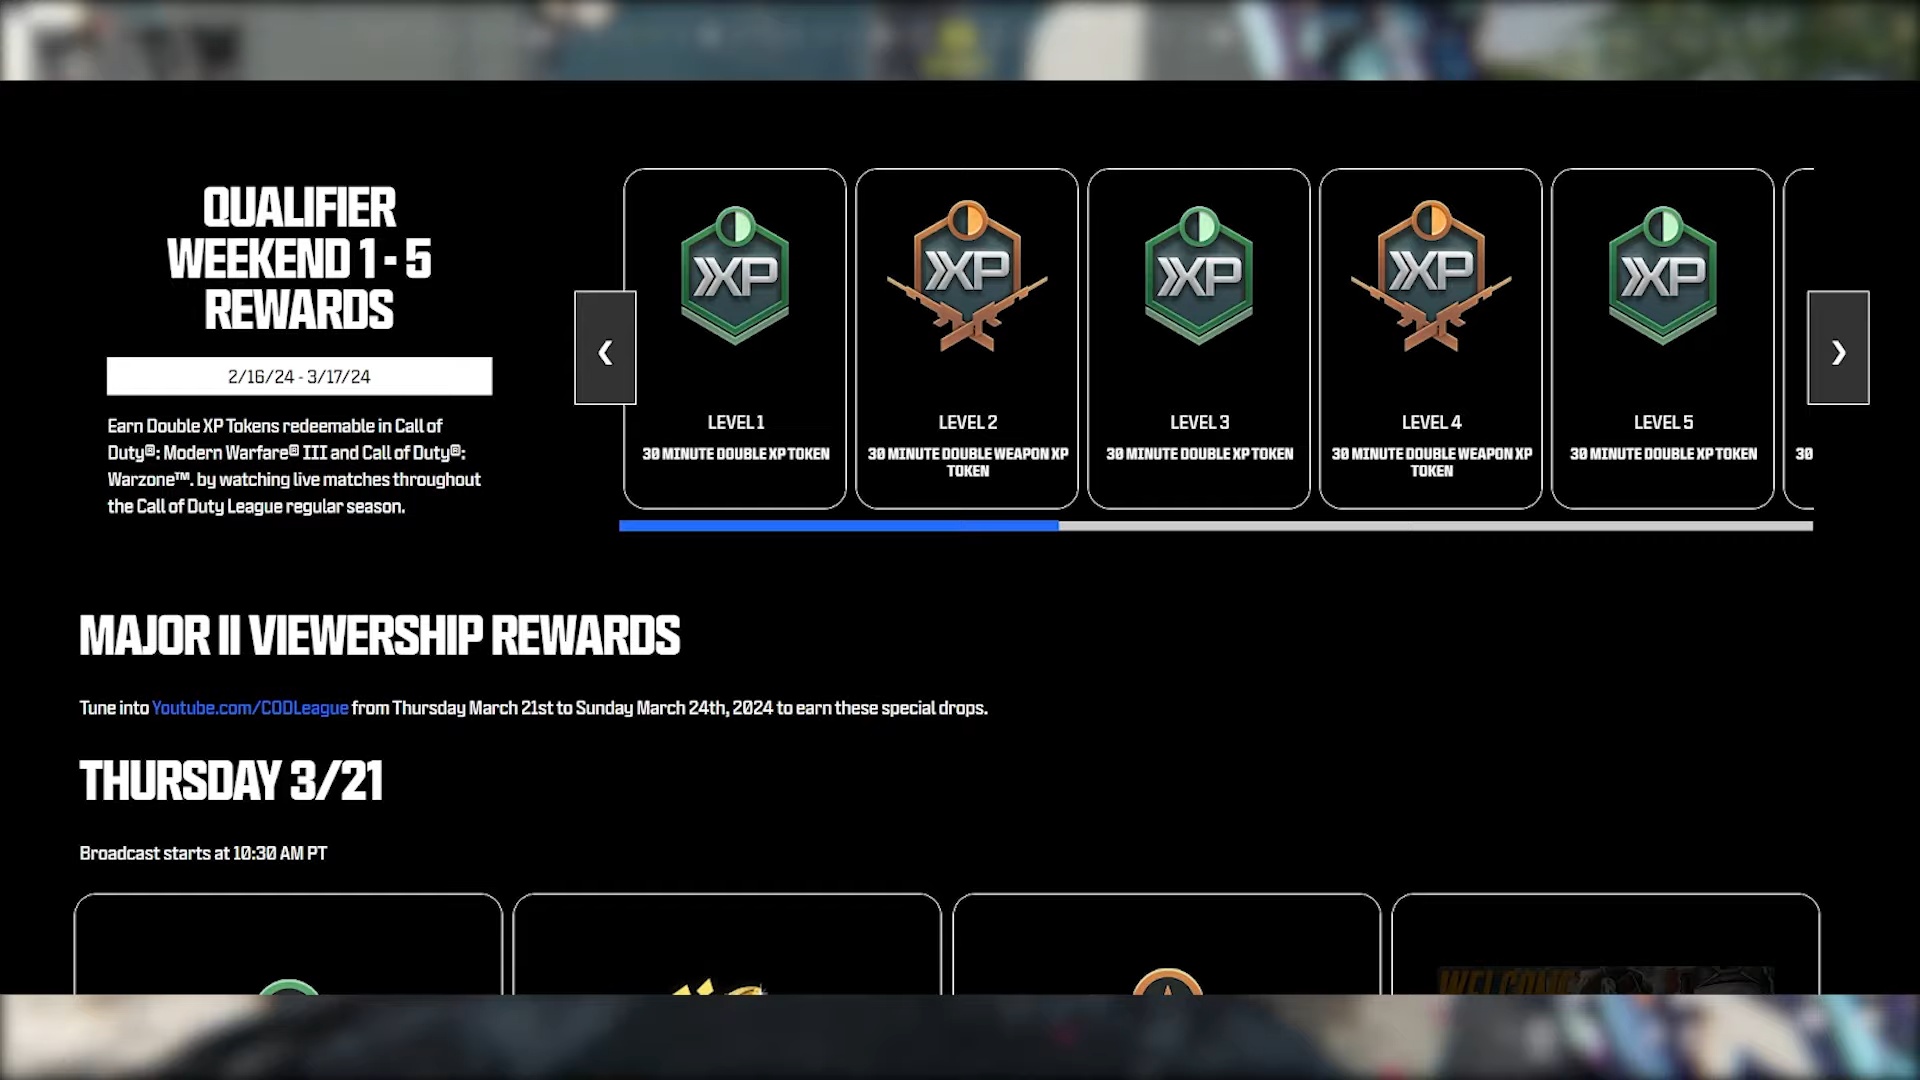 QUALIFIER
WEEKEND 1 - 5
REWARDS
2/16/24 - 3/17/24
Earn Double XP Tokens redeemable in Call of
Duty®: Modern Warfare® III and Call of Duty®:
Warzone™. by watching live matches throughout
the Call of Duty League regular season.
XP
LEVEL 1
30 MINUTE DOUBLE XP TOKEN
XP
LEVEL 2
30 MINUTE DOUBLE WEAPON XP
TOKEN
XP
LEVEL 3
30 MINUTE DOUBLE XP TOKEN
XP
LEVEL 4
30 MINUTE DOUBLE WEAPON XP
TOKEN
XP
LEVEL 5
30 MINUTE DOUBLE XP TOKEN
30
MAJOR II VIEWERSHIP REWARDS
Tune into Youtube.com/CODLeague from Thursday March 21st to Sunday March 24th, 2024 to earn these special drops.
THURSDAY 3/21
Broadcast starts at 10:30 AM PT
WELCOME